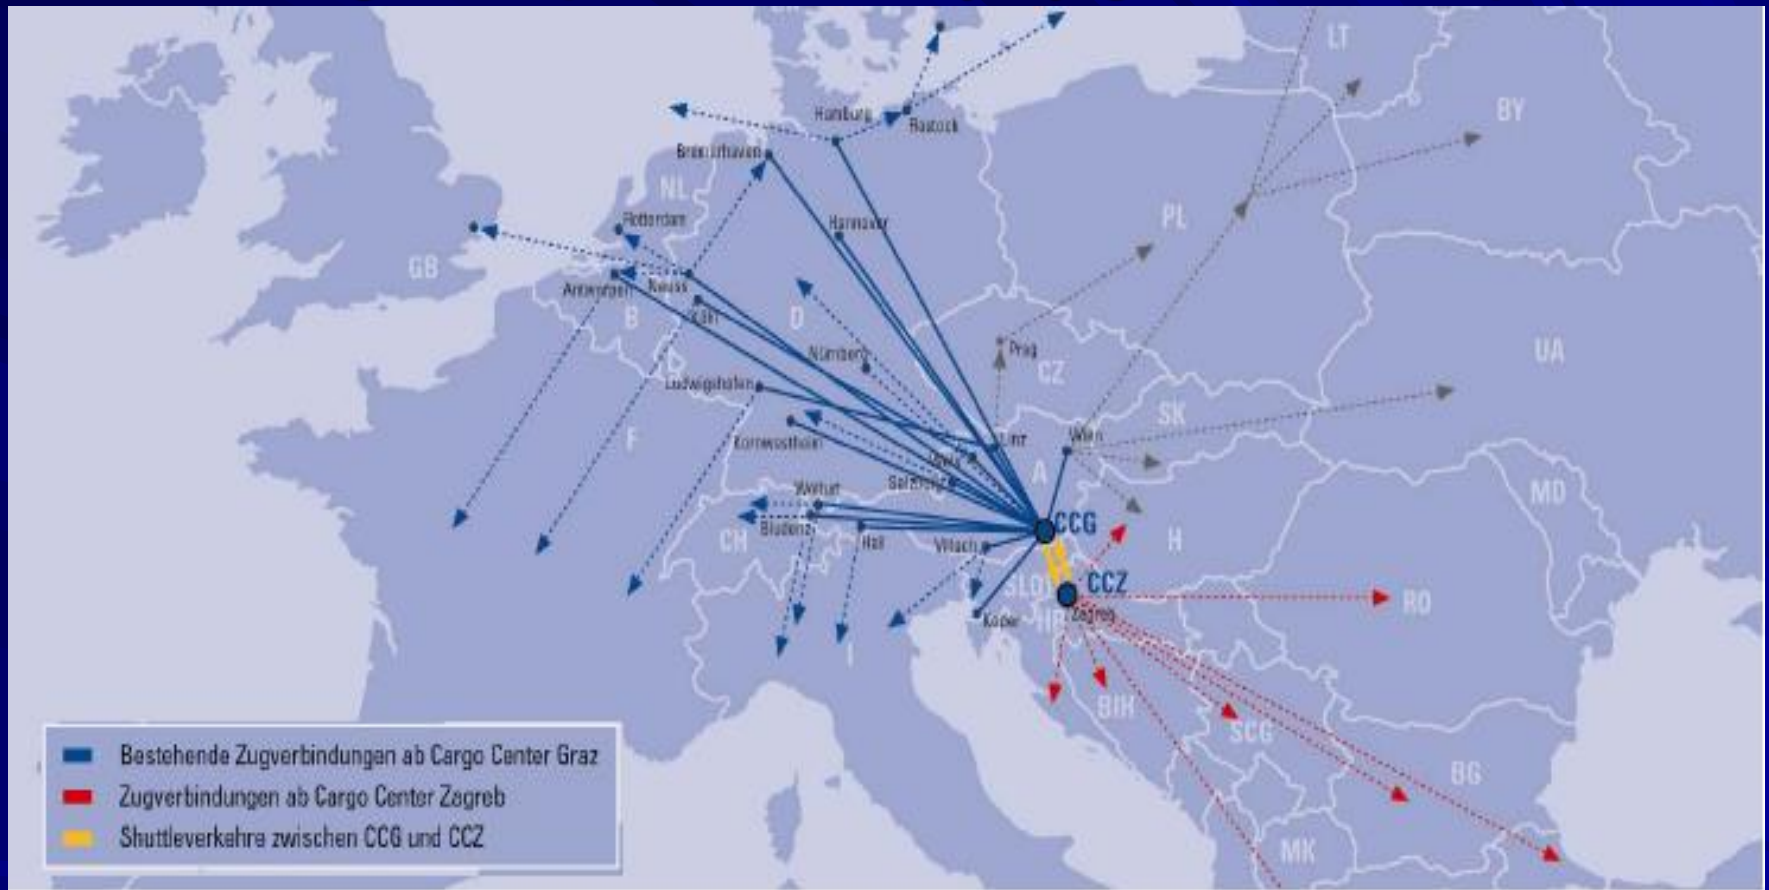 LT
BY
Hamburg
Rostock
Bremerhaven
NL
PL
Rotterdam
Hannover
GB
Antwerpen
Neuss
Köln
B
D
UA
Nürnberg
Prag
CZ
L
Ludwigshafen
SK
Kornwestheim
F
Linz
Wien
Wels
A
Salzburg
MD
Wolfurt
CCG
Bludenz
CH
Hall
Villach
H
SLO
CCZ
RO
Koper
HR
Zagreb
I
BIH
SCG
BG
MK
Bestehende Zugverbindungen ab Cargo Center Graz
Zugverbindungen ab Cargo Center Zagreb
Shuttleverkehre zwischen CCG und CCZ